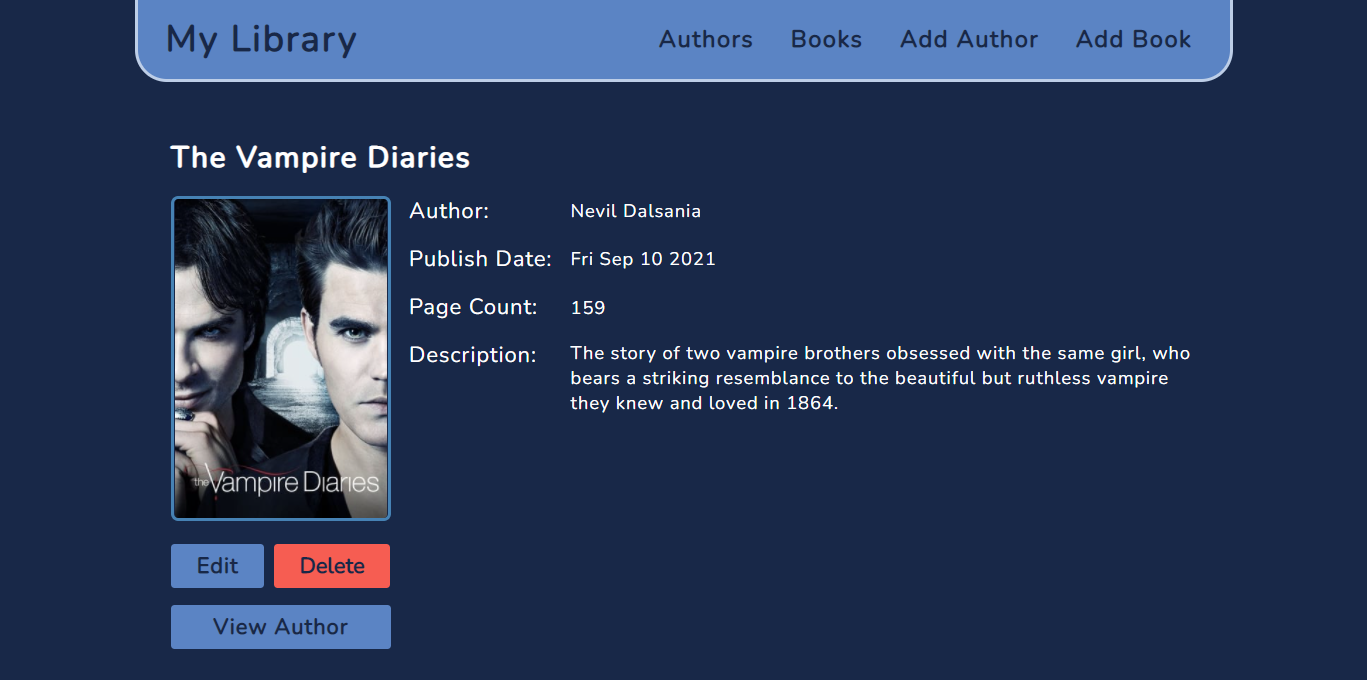 My Library
Authors Books Add Author Add Book
The Vampire Diaries
Author: Nevil Dalsania
Publish Date: Fri Sep 10 2021
Page Count: 159
Description: The story of two vampire brothers obsessed with the same girl, who
bears a striking resemblance to the beautiful but ruthless vampire
they knew and loved in 1864.
the Vampire Diaries
Edit Delete
View Author